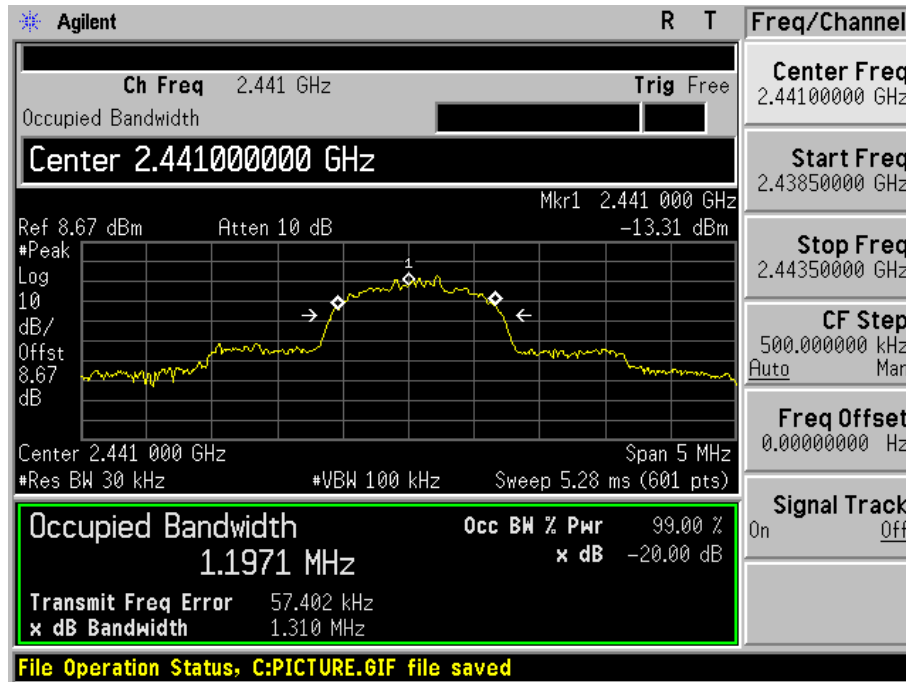 Agilent R T
Freq/Channel
Ch Freq 2.441 GHz Trig Free
Occupied Bandwidth
Center 2.441000000 GHz
Mkr1 2.441 000 GHz
Ref 8.67 dBm Atten 10 dB -13.31 dBm
#Peak
Log
10
dB/
Offst
8.67
dB
1
Center 2.441 000 GHz Span 5 MHz
#Res BW 30 kHz #VBW 100 kHz Sweep 5.28 ms (601 pts)
Occupied Bandwidth Occ BW % Pwr 99.00 %
1.1971 MHz x dB -20.00 dB
Transmit Freq Error 57.402 kHz
x dB Bandwidth 1.310 MHz
File Operation Status, C:PICTURE.GIF file saved
Center Freq
2.44100000 GHz
Start Freq
2.43850000 GHz
Stop Freq
2.44350000 GHz
CF Step
500.000000 kHz
Auto Man
Freq Offset
0.00000000 Hz
Signal Track
On Off